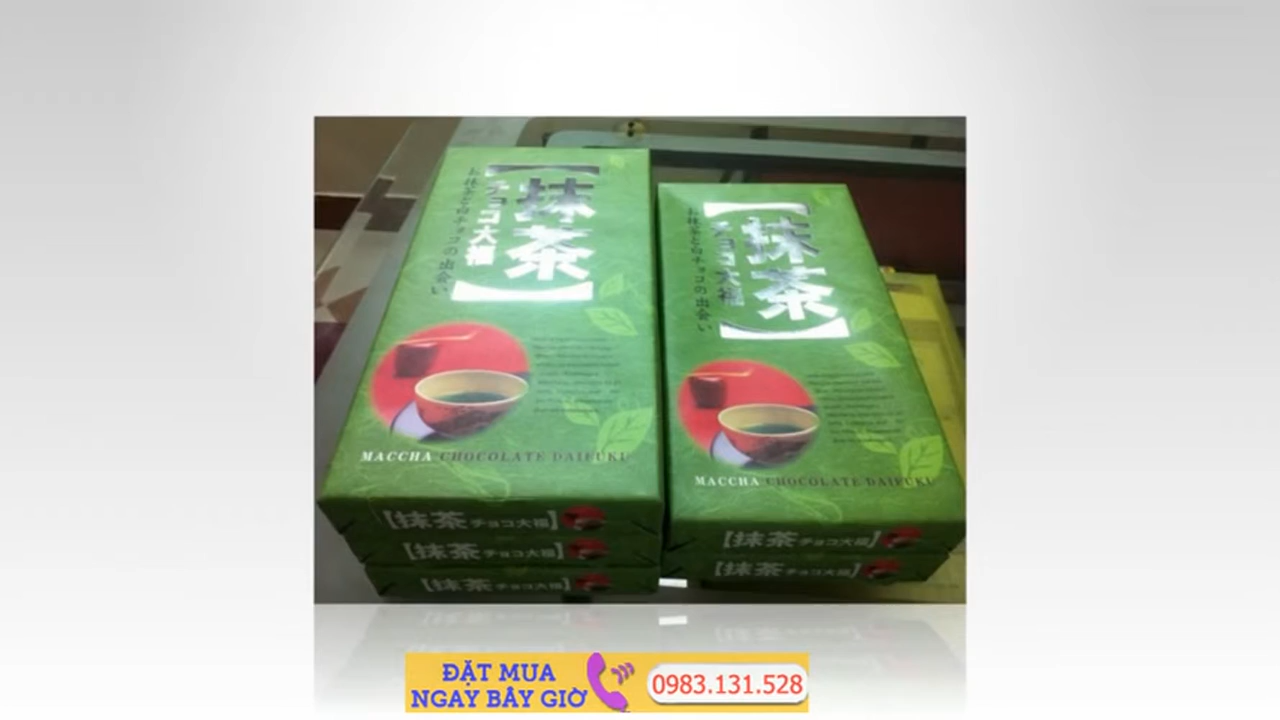 【抹茶
チョコ大福】
お抹茶と白チョコの出会い
MACCHA CHOCOLATE DAIFUKU
【抹茶チョコ大福】
【抹茶チョコ大福】
【抹茶チョコ大福】
【抹茶
チョコ大福】
お抹茶と白チョコの出会い
MACCHA CHOCOLATE DAIFUKU
【抹茶チョコ大福】
【抹茶チョコ大福】
ĐẶT MUA
NGAY BÂY GIỜ
0983.131.528